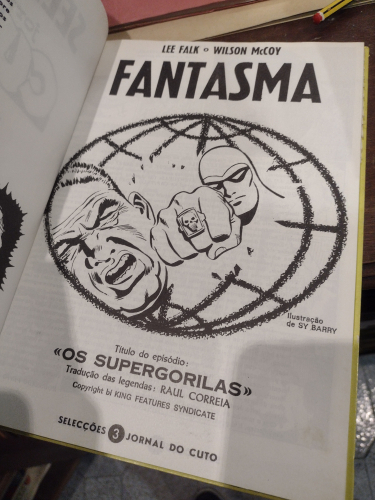 LEE FALK • WILSON McCOY
FANTASMA
Ilustração
de SY BARRY
Título do episódio:
«OS SUPERGORILAS»
Tradução das legendas: RAUL CORREIA
Copyright bi KING FEATURES SYNDICATE
SELECÇÕES 3 JORNAL DO CUTO